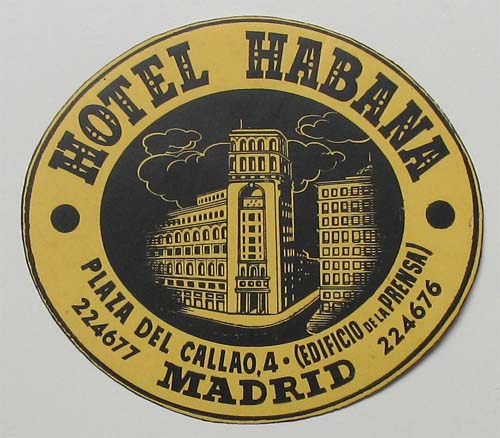 HOTEL HABANA
PLAZA DEL CALLAO, 4 · (EDIFICIO DE LA PRENSA)
224677
224676
MADRID